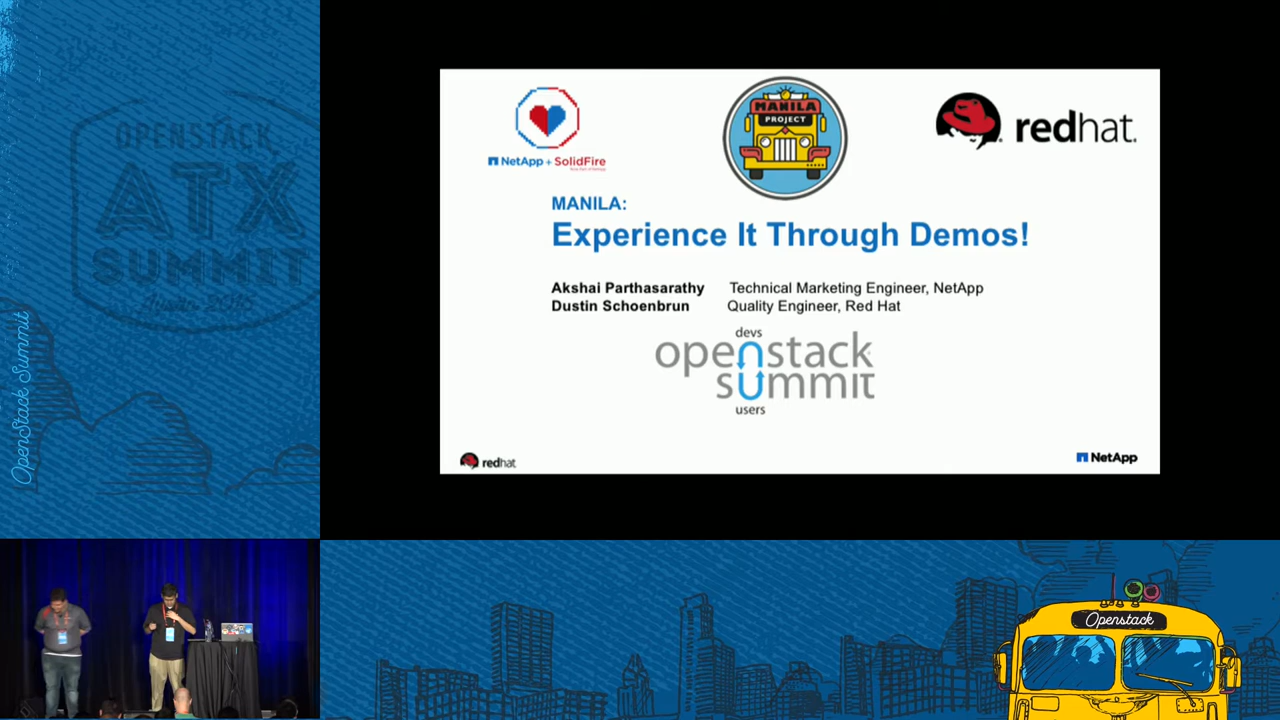 OPENSTACK
ATX
SUMMIT
OpenStack Summit
NetApp + SolidFire
MANILA
PROJECT
redhat.
MANILA:
Experience It Through Demos!
Akshai Parthasarathy Technical Marketing Engineer, NetApp
Dustin Schoenbrun Quality Engineer, Red Hat
devs
openstack
summit
users
redhat
NetApp
Openstack